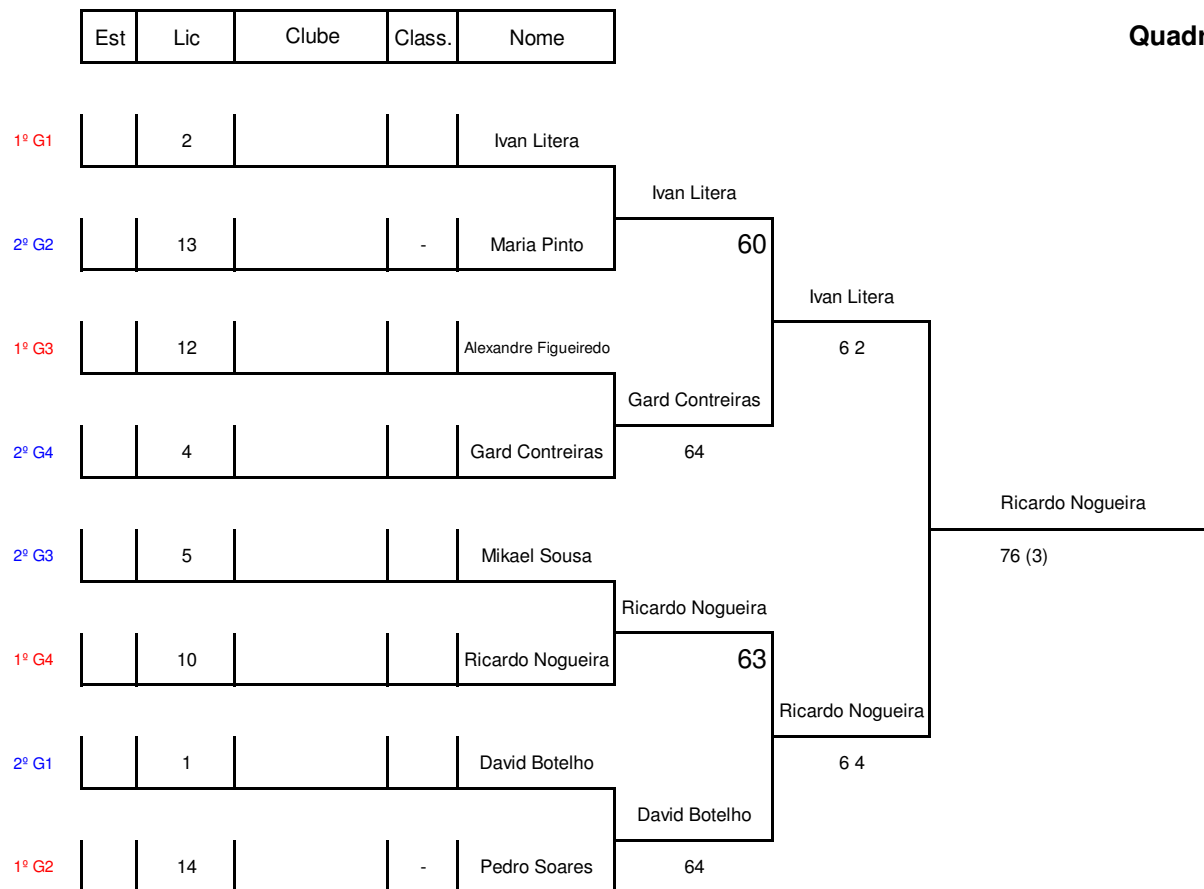 Est Lic Clube Class. Nome
Quadr
1º G1 2 Ivan Litera
Ivan Litera
2º G2 13 - Maria Pinto 60
Ivan Litera
1º G3 12 Alexandre Figueiredo 6 2
Gard Contreiras
2º G4 4 Gard Contreiras 64
Ricardo Nogueira
2º G3 5 Mikael Sousa 76 (3)
Ricardo Nogueira
1º G4 10 Ricardo Nogueira 63
Ricardo Nogueira
2º G1 1 David Botelho 6 4
David Botelho
1º G2 14 - Pedro Soares 64